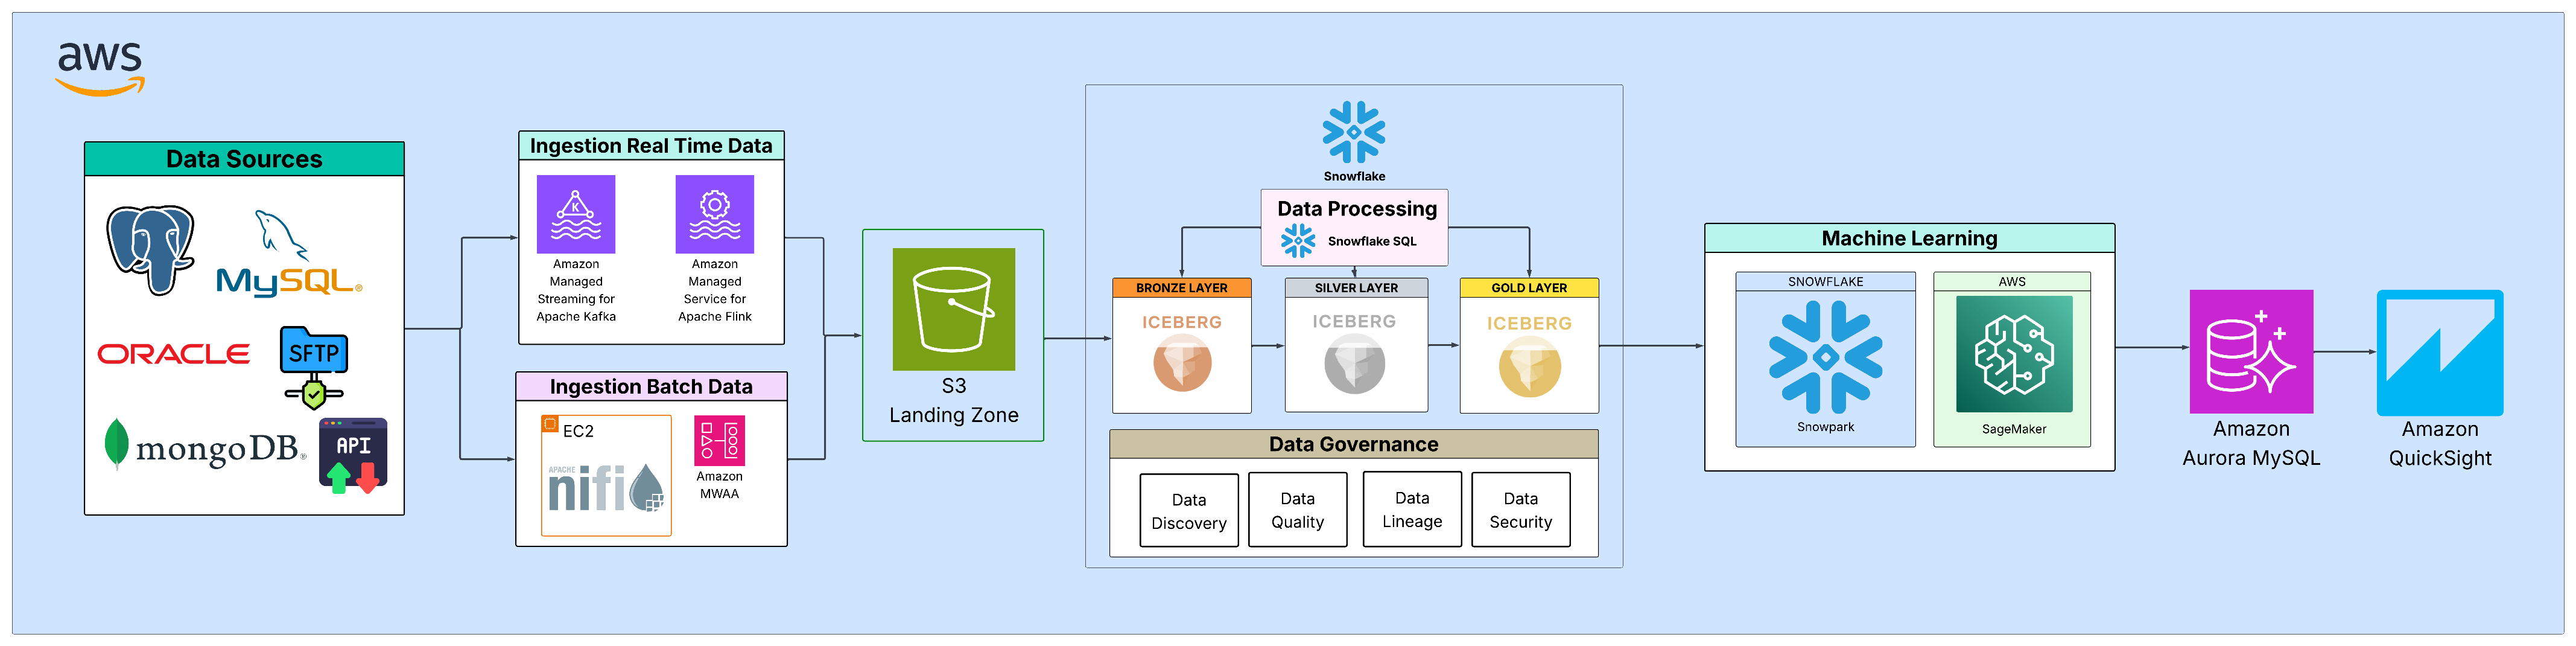 aws
Data Sources
MySQL®
ORACLE
SFTP
mongoDB®
API
Ingestion Real Time Data
K
Amazon
Managed
Streaming for
Apache Kafka
Amazon
Managed
Service for
Apache Flink
Ingestion Batch Data
EC2
APACHE
nifi
Amazon
MWAA
S3
Landing Zone
Snowflake
Data Processing
Snowflake SQL
BRONZE LAYER
ICEBERG
SILVER LAYER
ICEBERG
GOLD LAYER
ICEBERG
Data Governance
Data
Discovery
Data
Quality
Data
Lineage
Data
Security
Machine Learning
SNOWFLAKE
Snowpark
AWS
SageMaker
Amazon
Aurora MySQL
Amazon
QuickSight